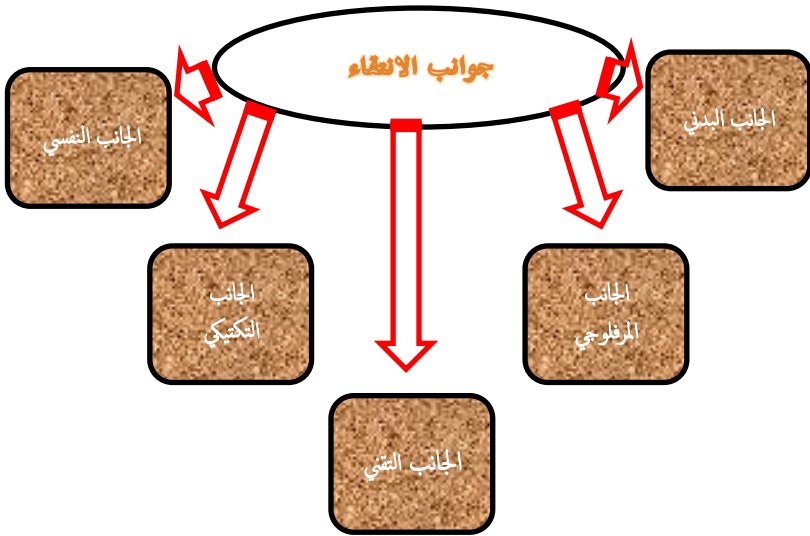 جوانب الانتقاء
الجانب البدني
الجانب النفسي
الجانب
المرفلوجي
الجانب
التكتيكي
الجانب التقني